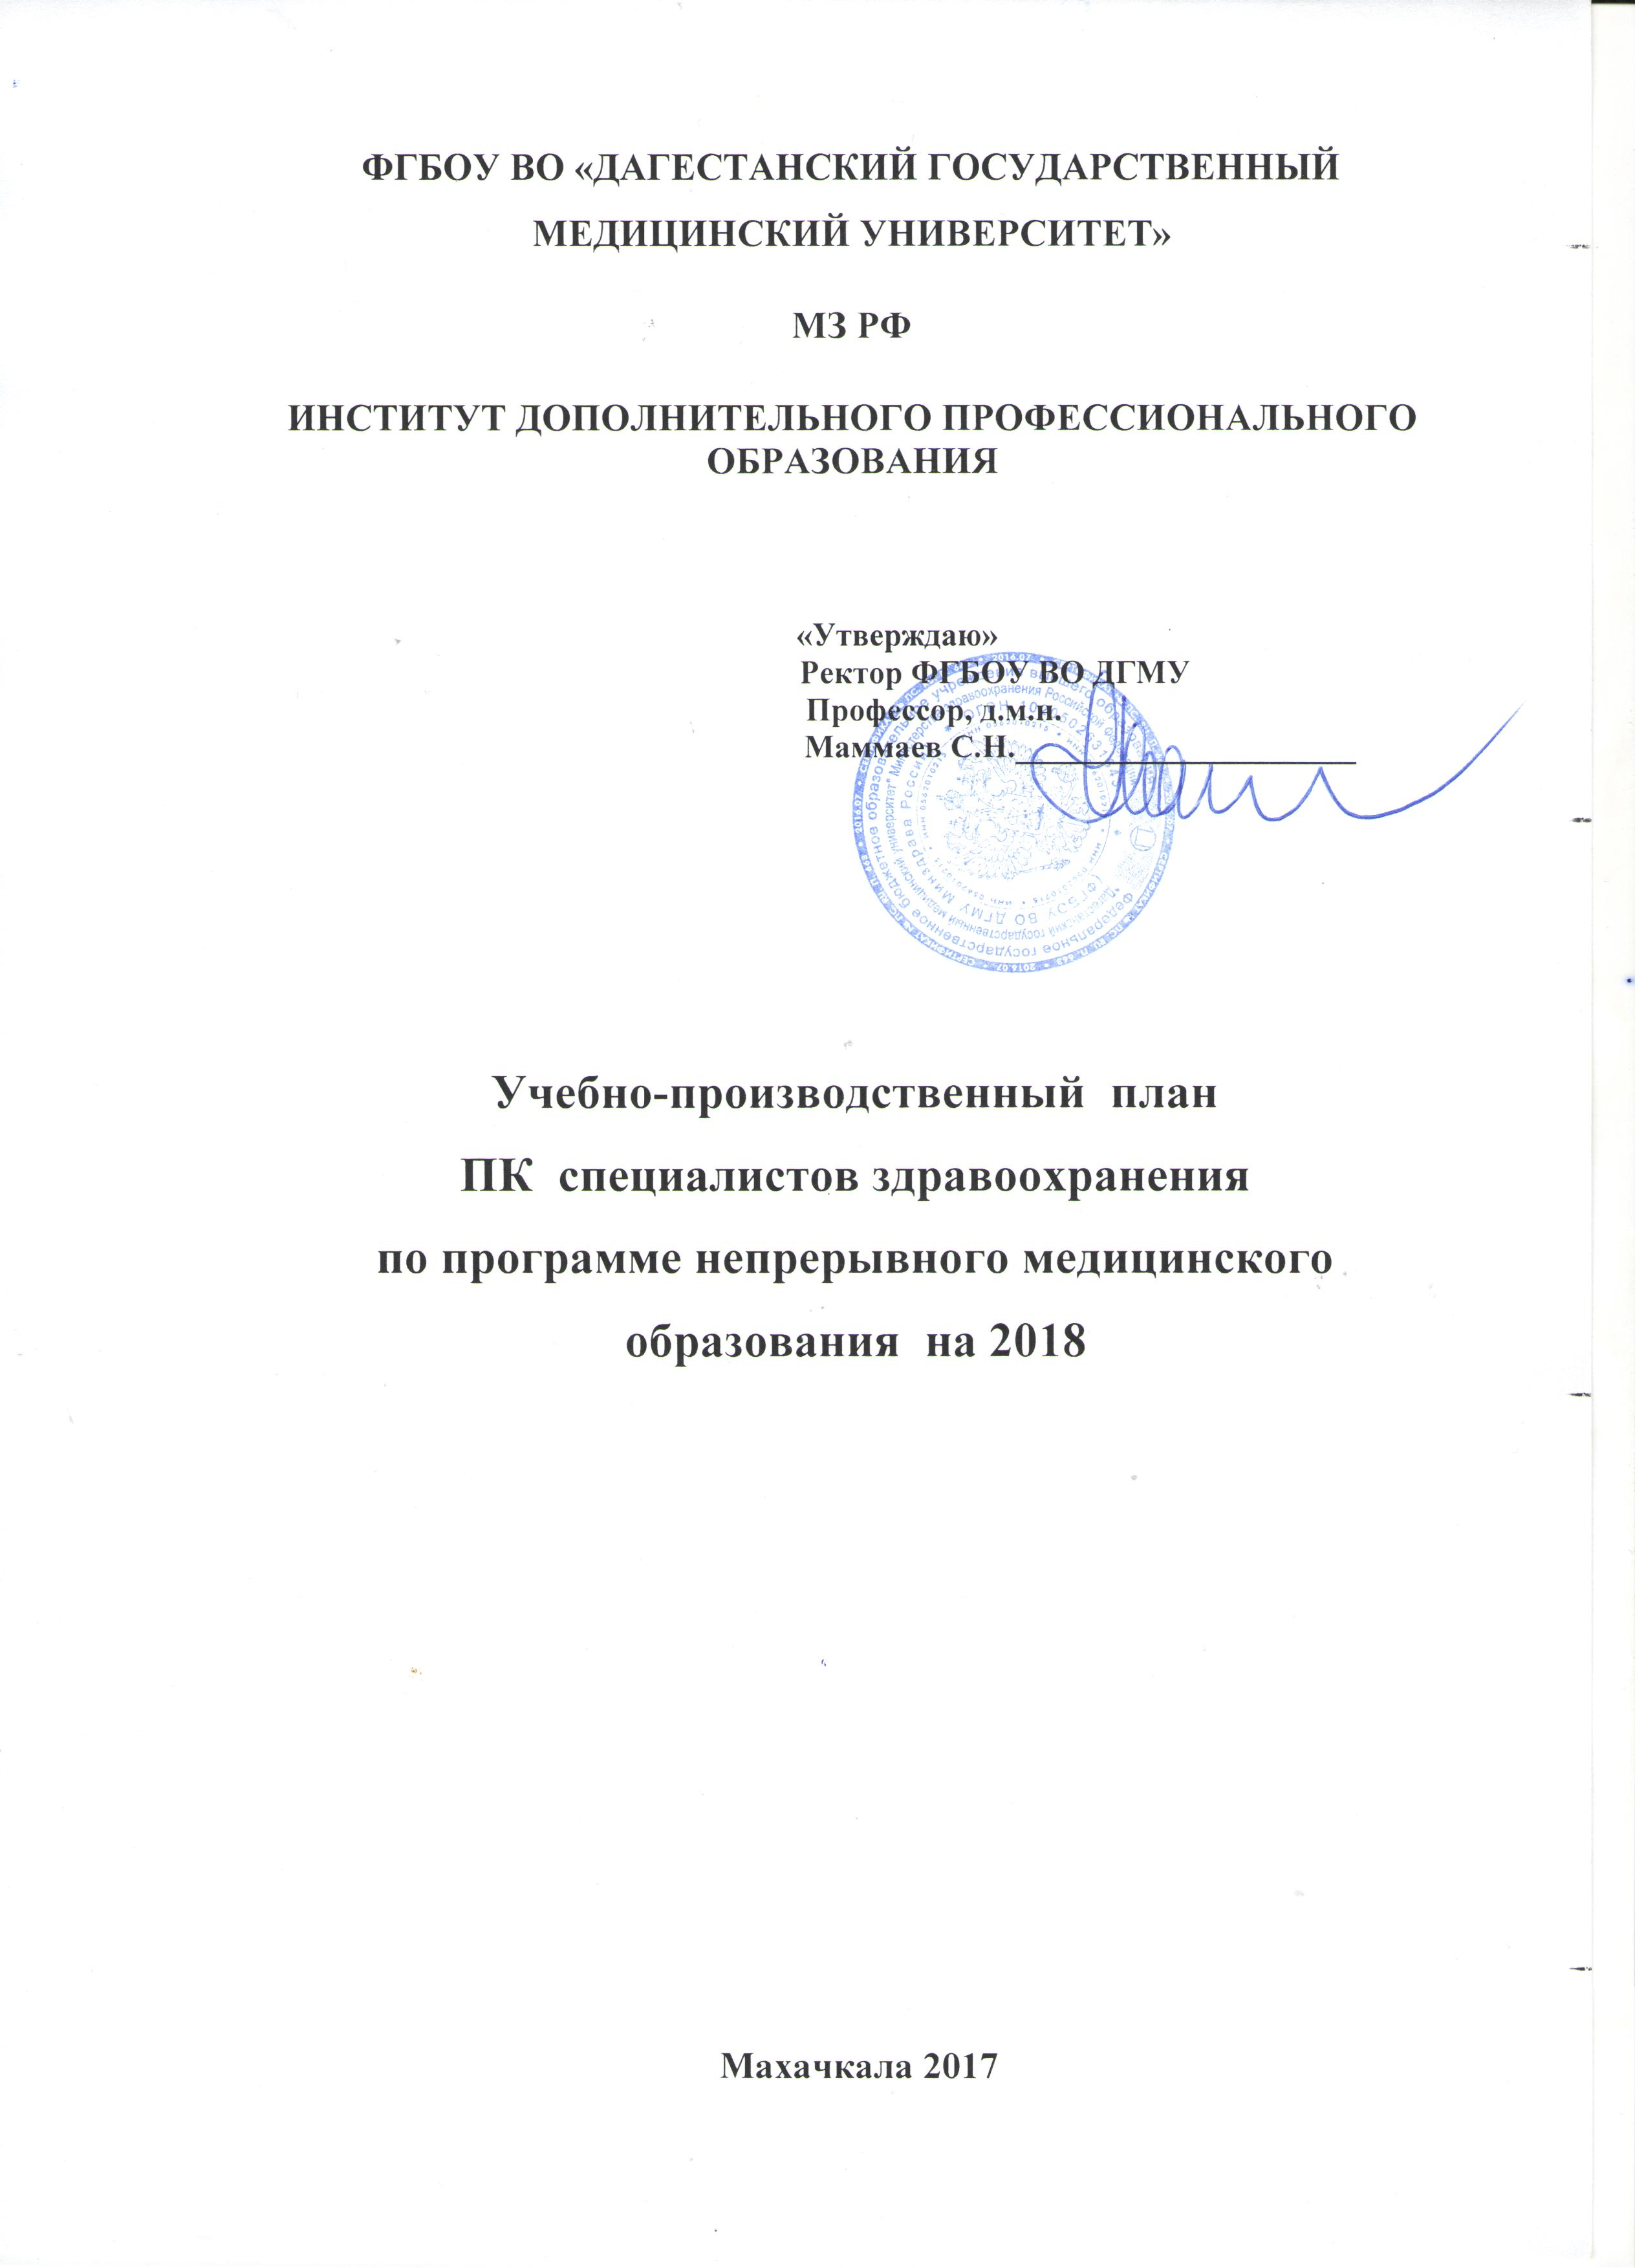 ФГБОУ ВО «ДАГЕСТАНСКИЙ ГОСУДАРСТВЕННЫЙ
МЕДИЦИНСКИЙ УНИВЕРСИТЕТ»
МЗ РФ
ИНСТИТУТ ДОПОЛНИТЕЛЬНОГО ПРОФЕССИОНАЛЬНОГО
ОБРАЗОВАНИЯ
«Утверждаю»
Ректор ФГБОУ ВО ДГМУ
Профессор, д.м.н.
Маммаев С.Н.
Учебно-производственный план
ПК специалистов здравоохранения
по программе непрерывного медицинского
образования на 2018
Махачкала 2017